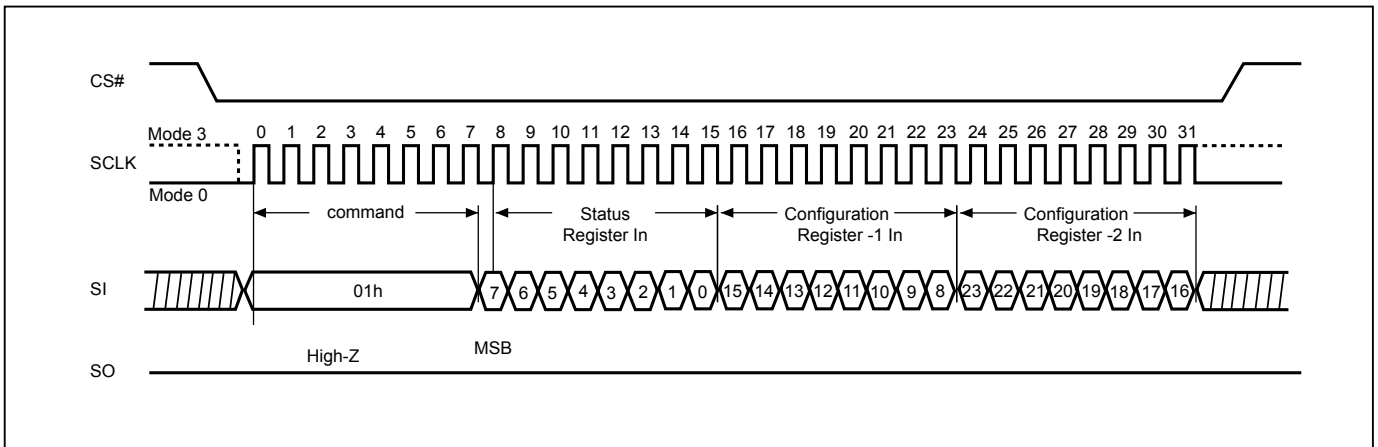 CS#
Mode 3
0 1 2 3 4 5 6 7 8 9 10 11 12 13 14 15 16 17 18 19 20 21 22 23 24 25 26 27 28 29 30 31
SCLK
Mode 0
command Status Configuration Configuration
Register In Register -1 In Register -2 In
SI 01h 7 6 5 4 3 2 1 0 15 14 13 12 11 10 9 8 23 22 21 20 19 18 17 16
High-Z MSB
SO